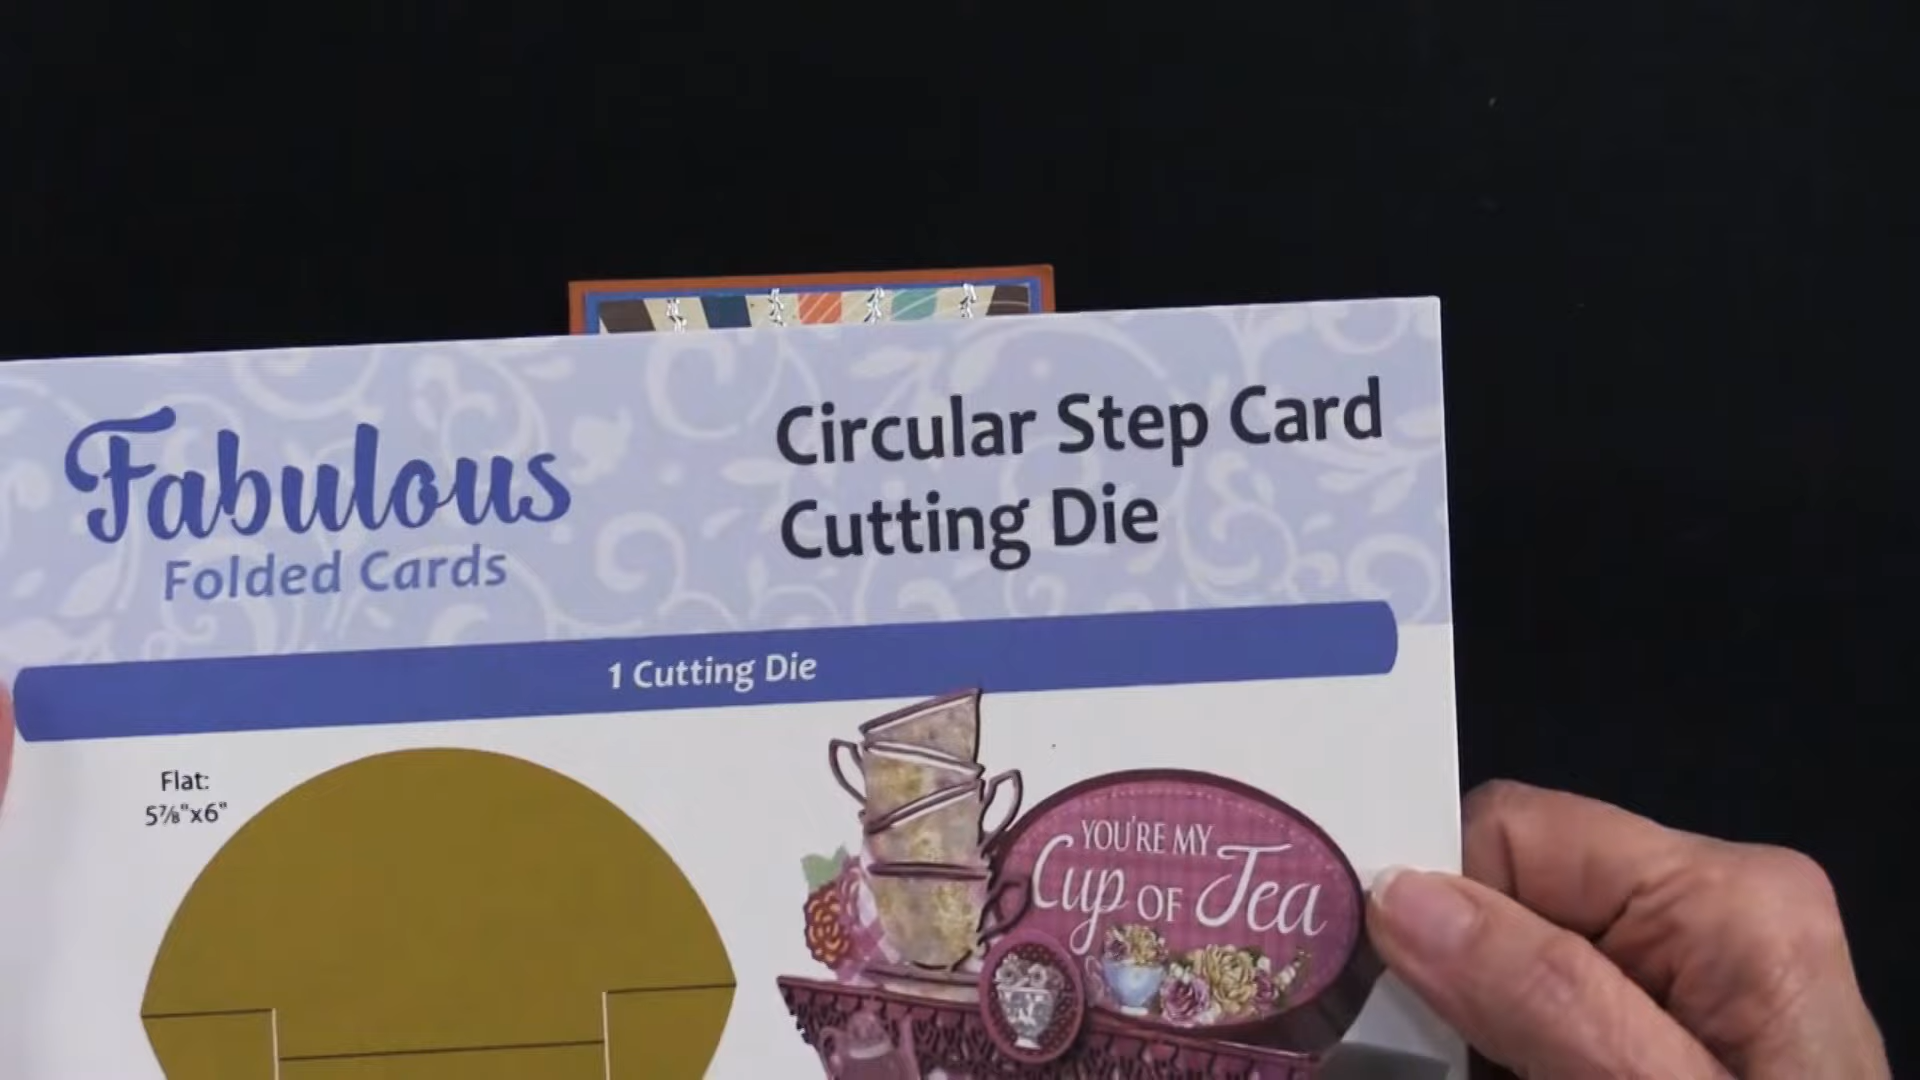 Fabulous
Folded Cards
Circular Step Card
Cutting Die
1 Cutting Die
Flat:
5⅞"x6"
YOU'RE MY
Cup OF Tea